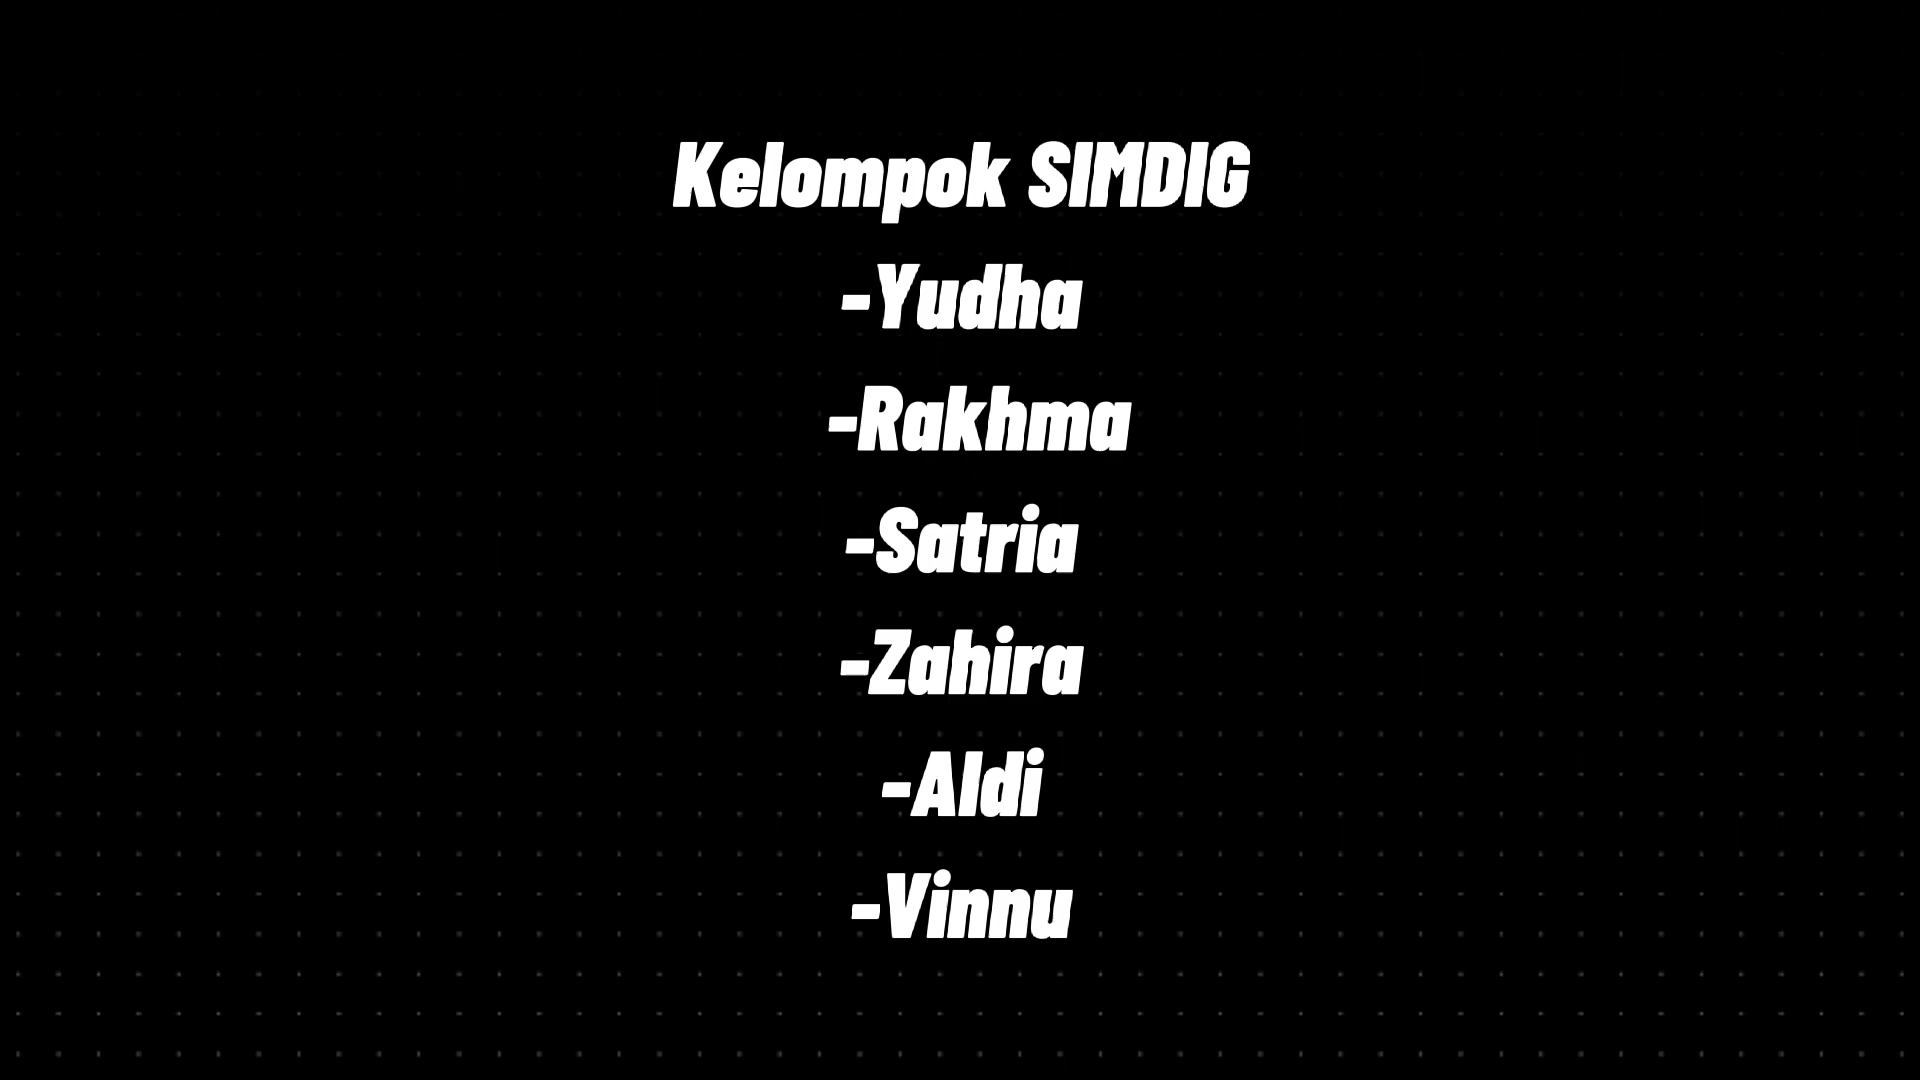 Kelompok SIMDIG
-Yudha
-Rakhma
-Satria
-Zahira
-Aldi
-Vinnu